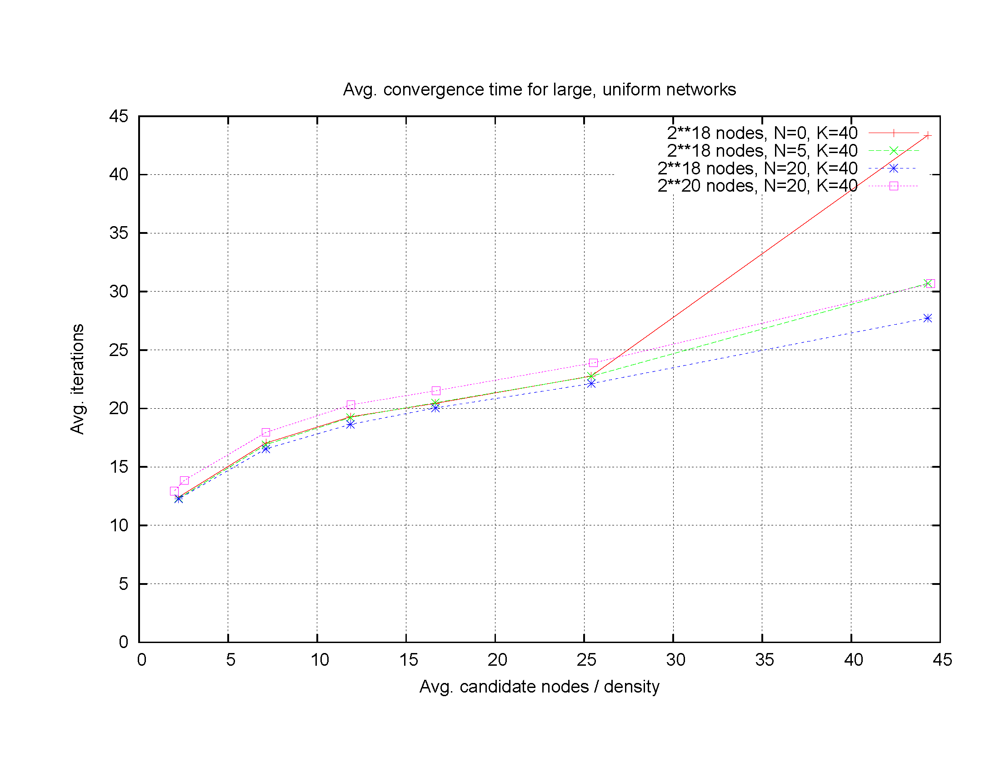 Avg. convergence time for large, uniform networks
45
40
35
30
25
20
15
10
5
0
Avg. iterations
2**18 nodes, N=0, K=40
2**18 nodes, N=5, K=40
2**18 nodes, N=20, K=40
2**20 nodes, N=20, K=40
0 5 10 15 20 25 30 35 40 45
Avg. candidate nodes / density